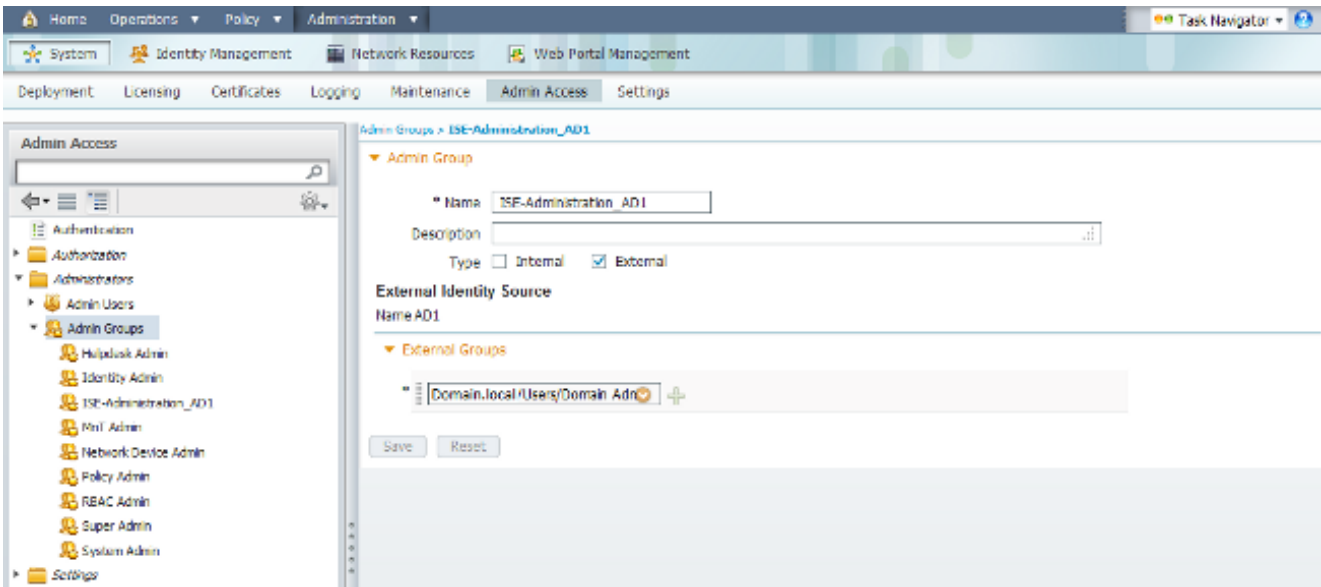 Home Operations Policy Administration Task Navigator
System Identity Management Network Resources Web Portal Management
Deployment Licensing Certificates Logging Maintenance Admin Access Settings
Admin Access
Authentication
Authorization
Administrators
Admin Users
Admin Groups
Helpdesk Admin
Identity Admin
ISE-Administration_AD1
MnT Admin
Network Device Admin
Policy Admin
RBAC Admin
Super Admin
System Admin
Settings
Admin Groups > ISE-Administration_AD1
Admin Group
* Name ISE-Administration_AD1
Description
Type Internal External
External Identity Source
Name AD1
External Groups
* Domain.local/Users/Domain Adm
Save Reset